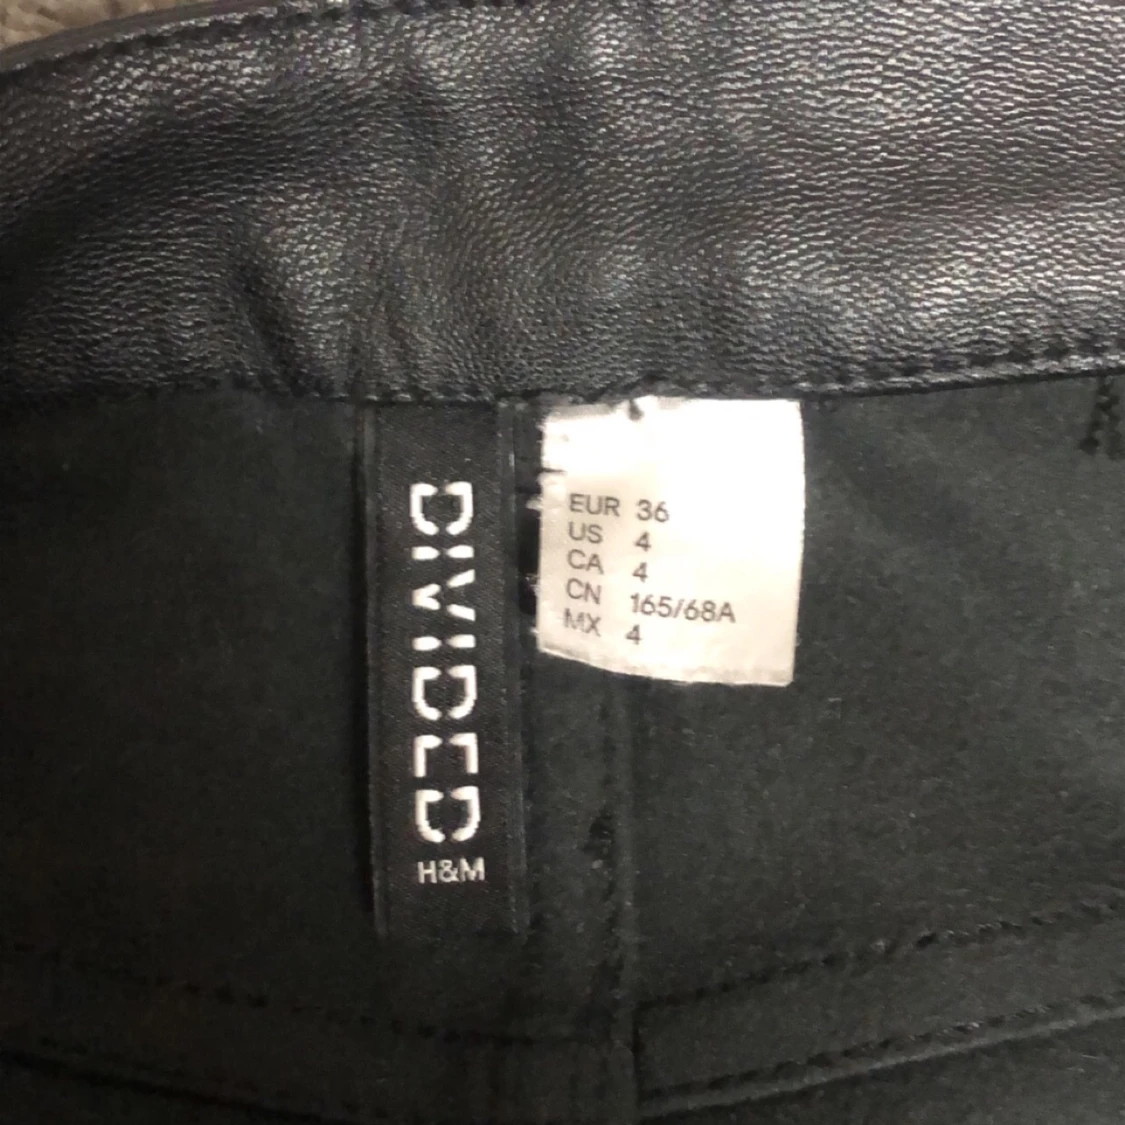 DIVIDED
H&M
EUR 36
US 4
CA 4
CN 165/68A
MX 4